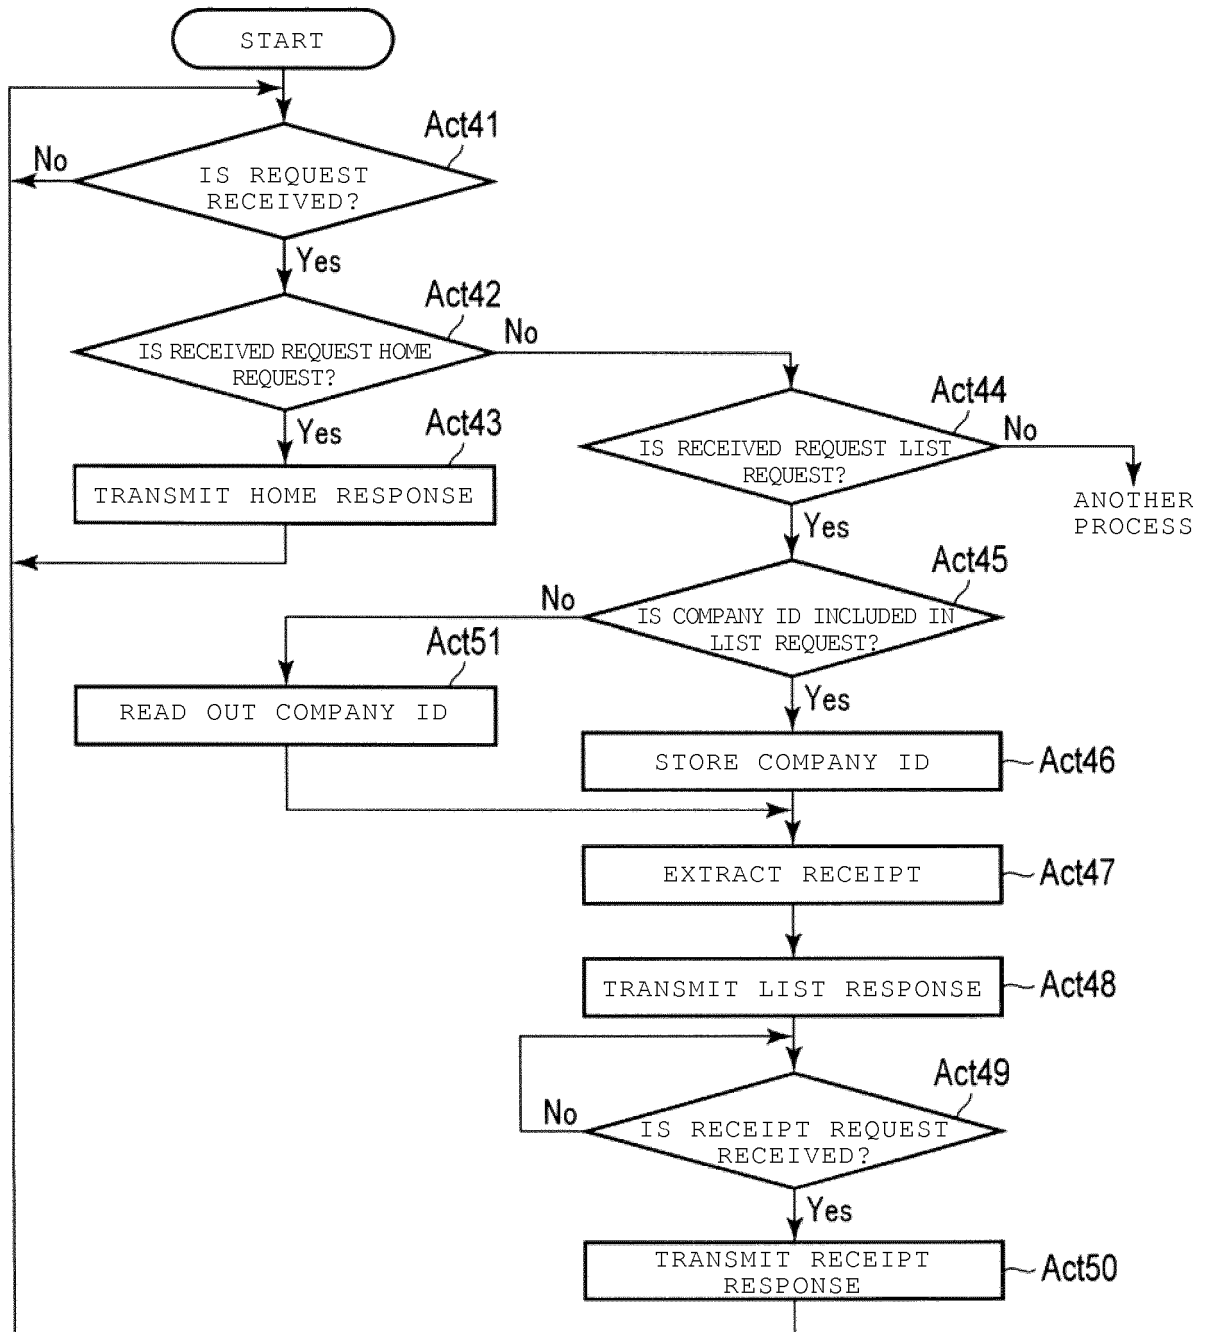 START
Act41
No
IS REQUEST
RECEIVED?
Yes
Act42
No
IS RECEIVED REQUEST HOME
REQUEST?
Yes
Act43
TRANSMIT HOME RESPONSE
Act44
No
IS RECEIVED REQUEST LIST
REQUEST?
ANOTHER
PROCESS
Yes
Act45
No
IS COMPANY ID INCLUDED IN
LIST REQUEST?
Act51
READ OUT COMPANY ID
Yes
STORE COMPANY ID
Act46
EXTRACT RECEIPT
Act47
TRANSMIT LIST RESPONSE
Act48
Act49
No
IS RECEIPT REQUEST
RECEIVED?
Yes
TRANSMIT RECEIPT
RESPONSE
Act50